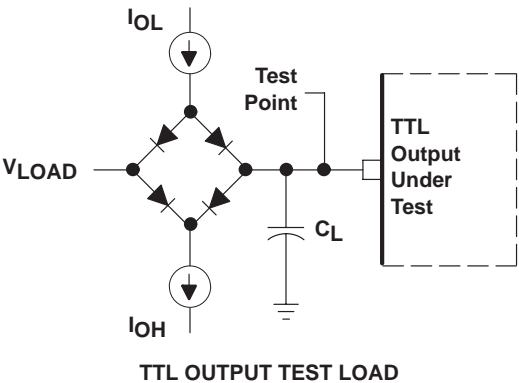 IOL
Test
Point
VLOAD
TTL
Output
Under
Test
CL
IOH
TTL OUTPUT TEST LOAD